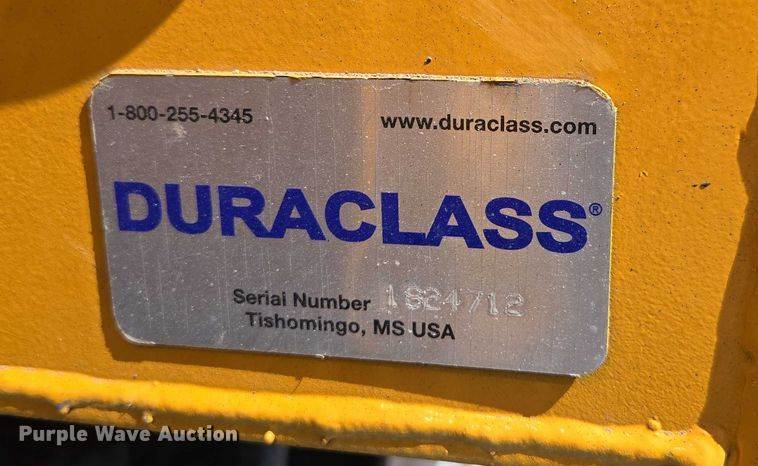 1-800-255-4345
www.duraclass.com
DURACLASS®
Serial Number 1824712
Tishomingo, MS USA
Purple Wave Auction